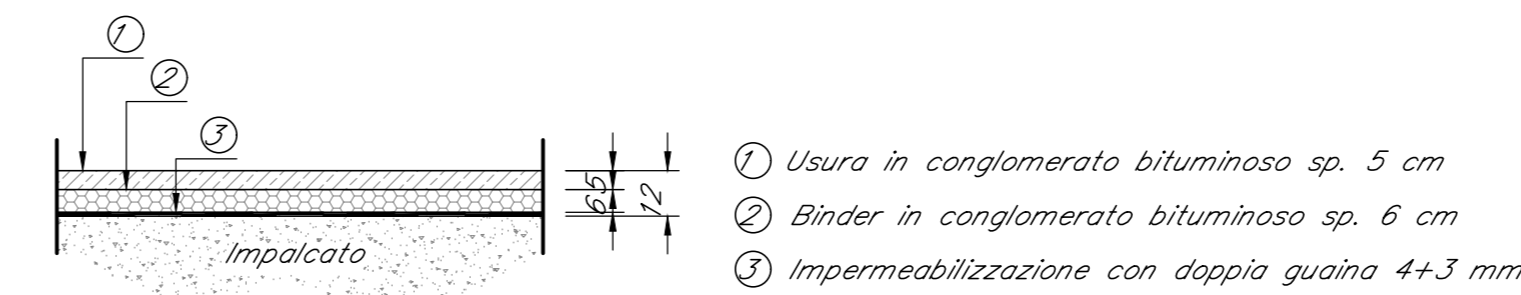 ①
②
③
5
6
12
Impalcato
① Usura in conglomerato bituminoso sp. 5 cm
② Binder in conglomerato bituminoso sp. 6 cm
③ Impermeabilizzazione con doppia guaina 4+3 mm